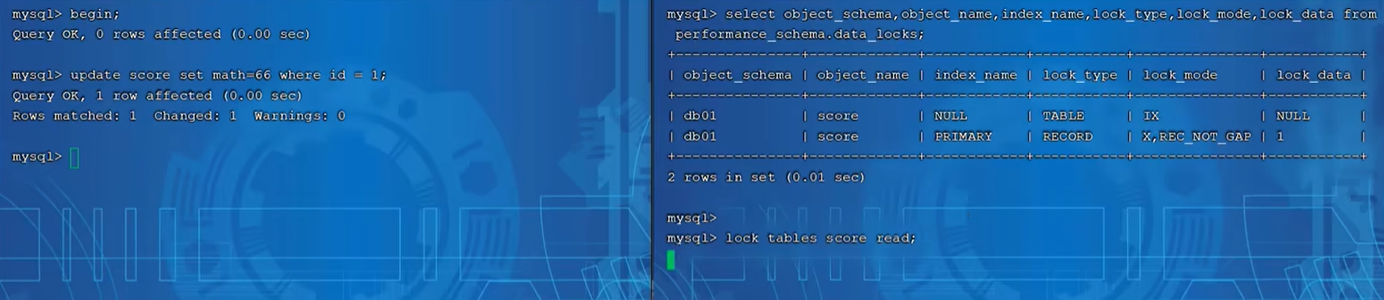 mysql> begin;
Query OK, 0 rows affected (0.00 sec)
mysql> update score set math=66 where id = 1;
Query OK, 1 row affected (0.00 sec)
Rows matched: 1  Changed: 1  Warnings: 0
mysql>
mysql> select object_schema,object_name,index_name,lock_type,lock_mode,lock_data from
performance_schema.data_locks;
+---------------+-------------+------------+-----------+---------------+-----------+
| object_schema | object_name | index_name | lock_type | lock_mode     | lock_data |
+---------------+-------------+------------+-----------+---------------+-----------+
| db01          | score       | NULL       | TABLE     | IX            | NULL      |
| db01          | score       | PRIMARY    | RECORD    | X,REC_NOT_GAP | 1         |
+---------------+-------------+------------+-----------+---------------+-----------+
2 rows in set (0.01 sec)
mysql>
mysql> lock tables score read;